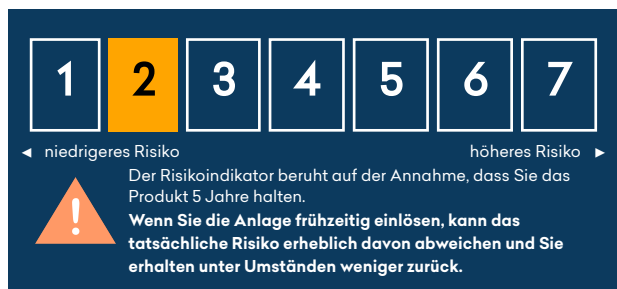 1 2 3 4 5 6 7
◄ niedrigeres Risiko höheres Risiko ►
Der Risikoindikator beruht auf der Annahme, dass Sie das
Produkt 5 Jahre halten.
Wenn Sie die Anlage frühzeitig einlösen, kann das
tatsächliche Risiko erheblich davon abweichen und Sie
erhalten unter Umständen weniger zurück.